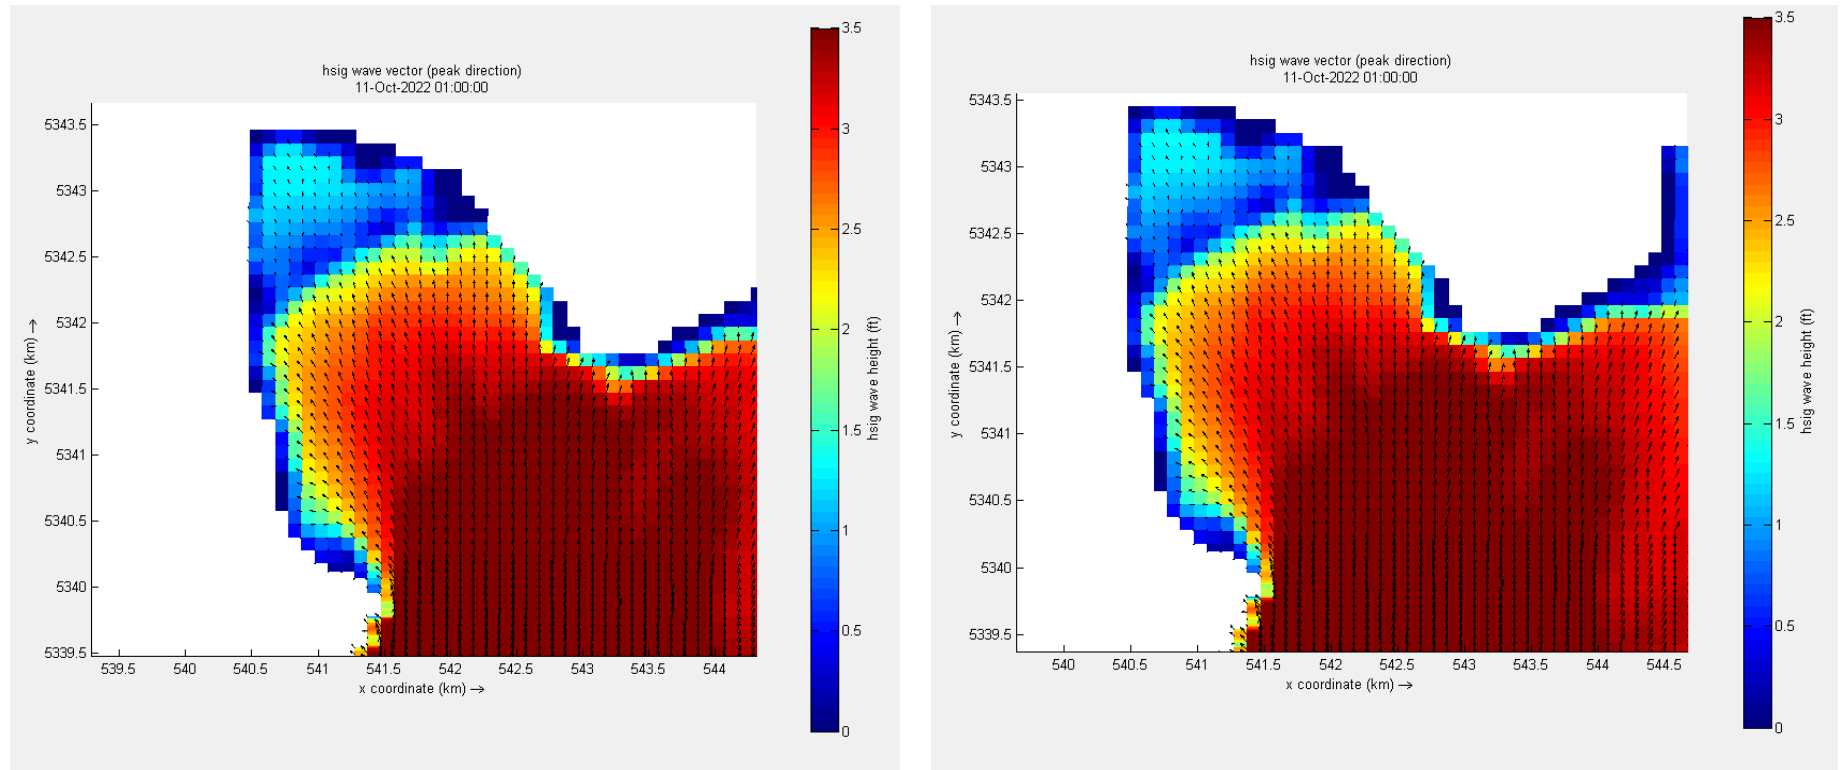 hsig wave vector (peak direction)
11-Oct-2022 01:00:00
5343.5
5343
5342.5
5342
5341.5
5341
5340.5
5340
5339.5
y coordinate (km) →
539.5 540 540.5 541 541.5 542 542.5 543 543.5 544
x coordinate (km) →
3.5
3
2.5
2
1.5
1
0.5
0
hsig wave height (ft)
hsig wave vector (peak direction)
11-Oct-2022 01:00:00
5343.5
5343
5342.5
5342
5341.5
5341
5340.5
5340
5339.5
y coordinate (km) →
540 540.5 541 541.5 542 542.5 543 543.5 544 544.5
x coordinate (km) →
3.5
3
2.5
2
1.5
1
0.5
0
hsig wave height (ft)